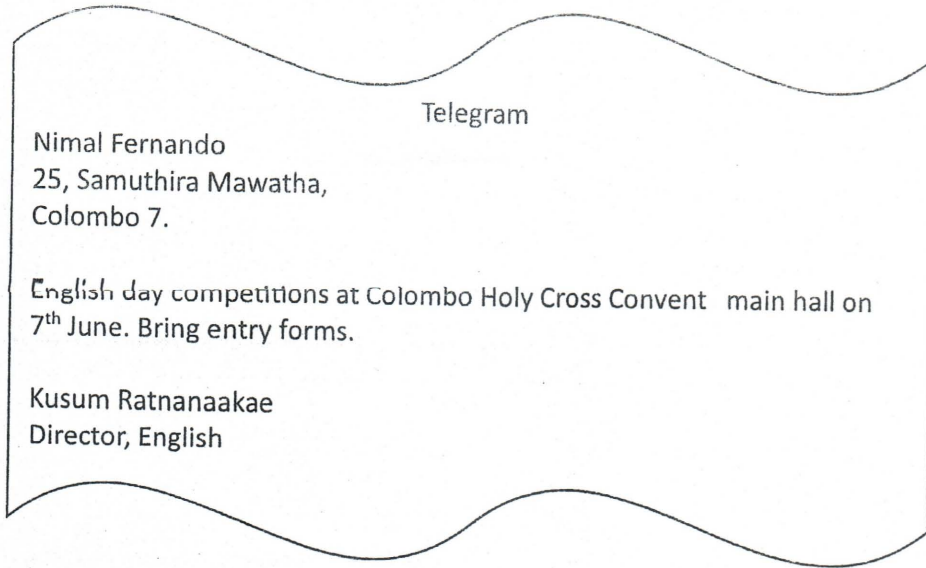 Telegram
Nimal Fernando
25, Samuthira Mawatha,
Colombo 7.
English day competitions at Colombo Holy Cross Convent main hall on
7th June. Bring entry forms.
Kusum Ratnanaakae
Director, English